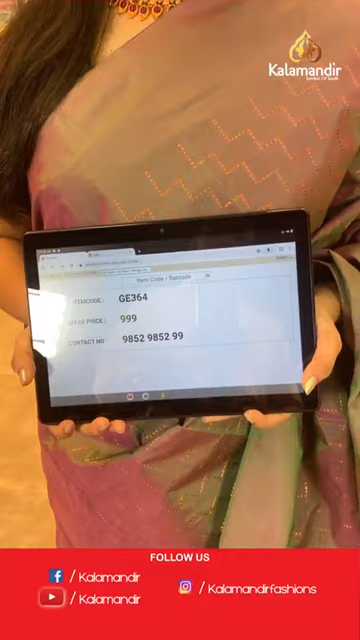 Kalamandir
Symbol Of South
Item Code / Barcode
ITEMCODE : GE364
OFFER PRICE : 999
CONTACT NO 9852 9852 99
FOLLOW US
/ Kalamandir
/ Kalamandirfashions
/ Kalamandir